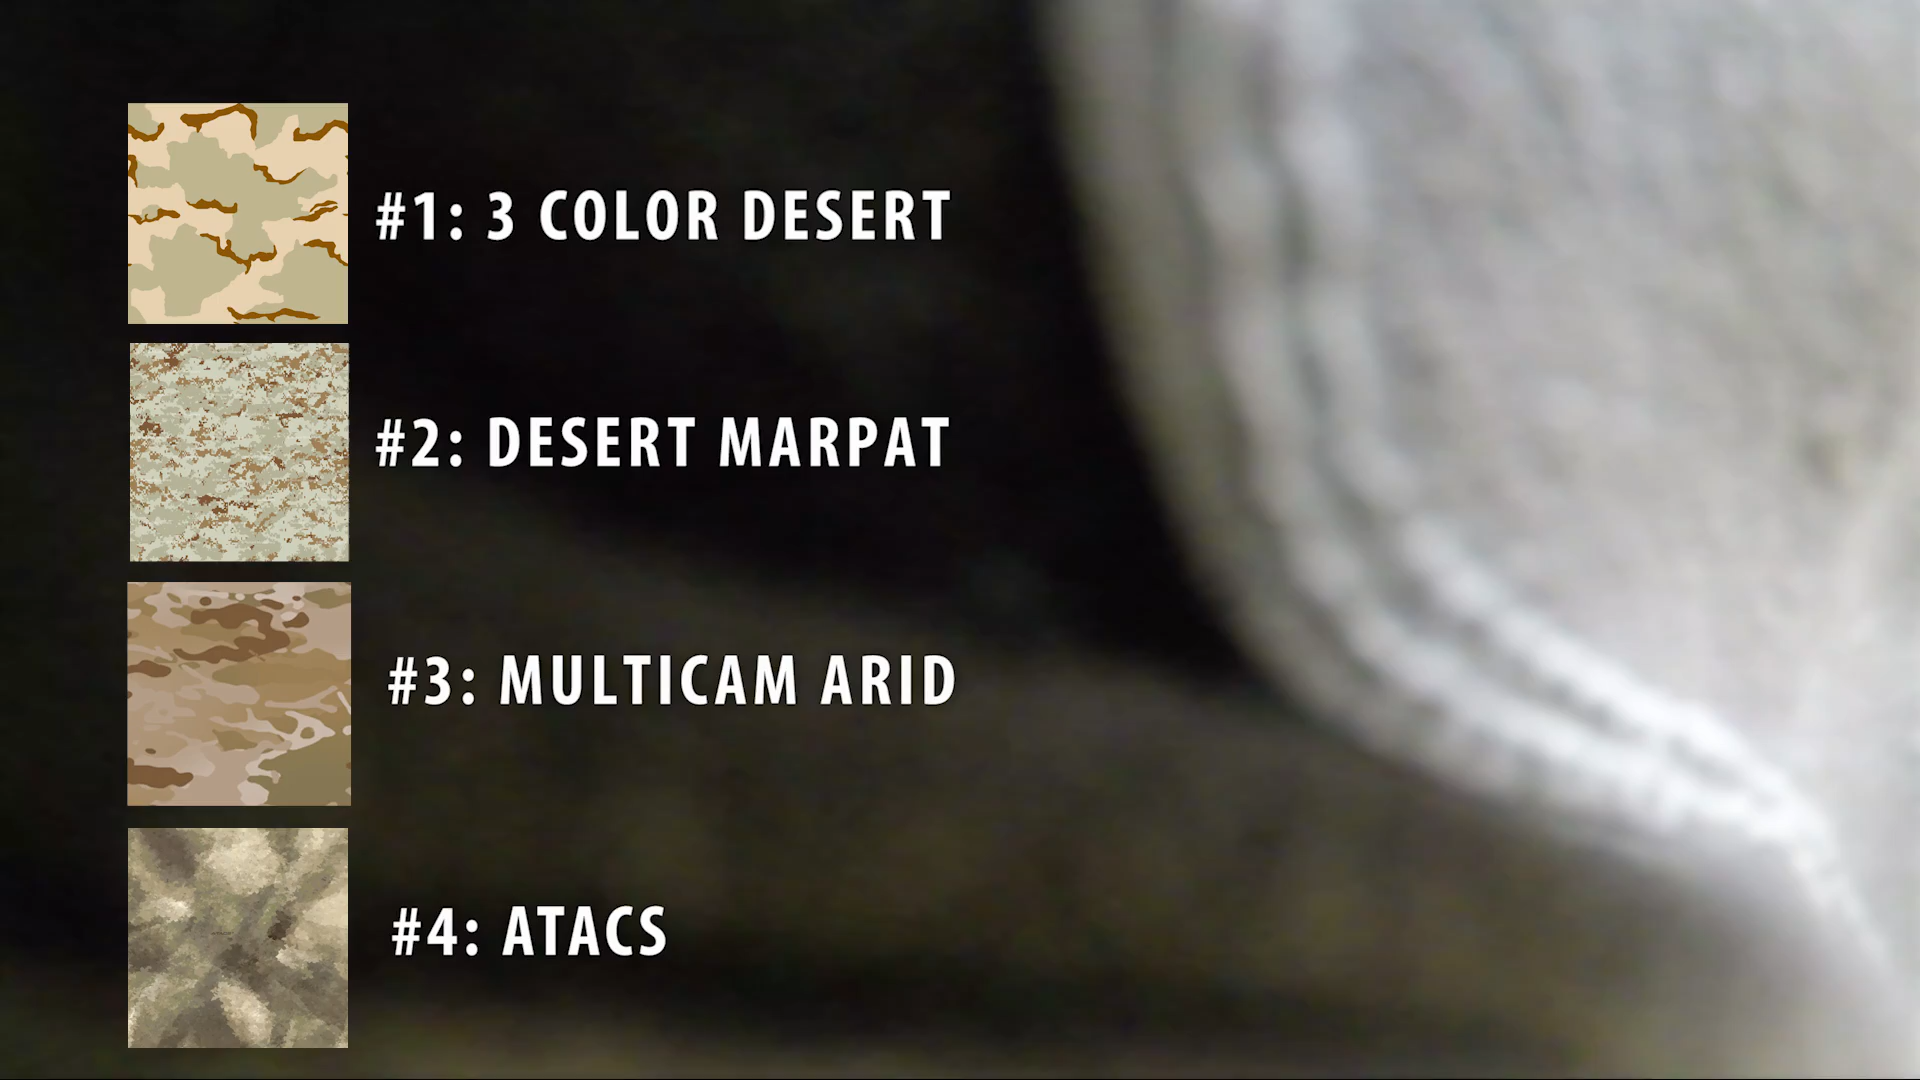 #1: 3 COLOR DESERT
#2: DESERT MARPAT
#3: MULTICAM ARID
#4: ATACS